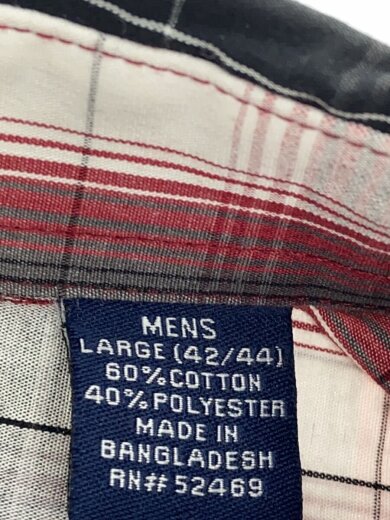 MENS
LARGE (42/44)
60% COTTON
40% POLYESTER
MADE IN
BANGLADESH
RN## 52469